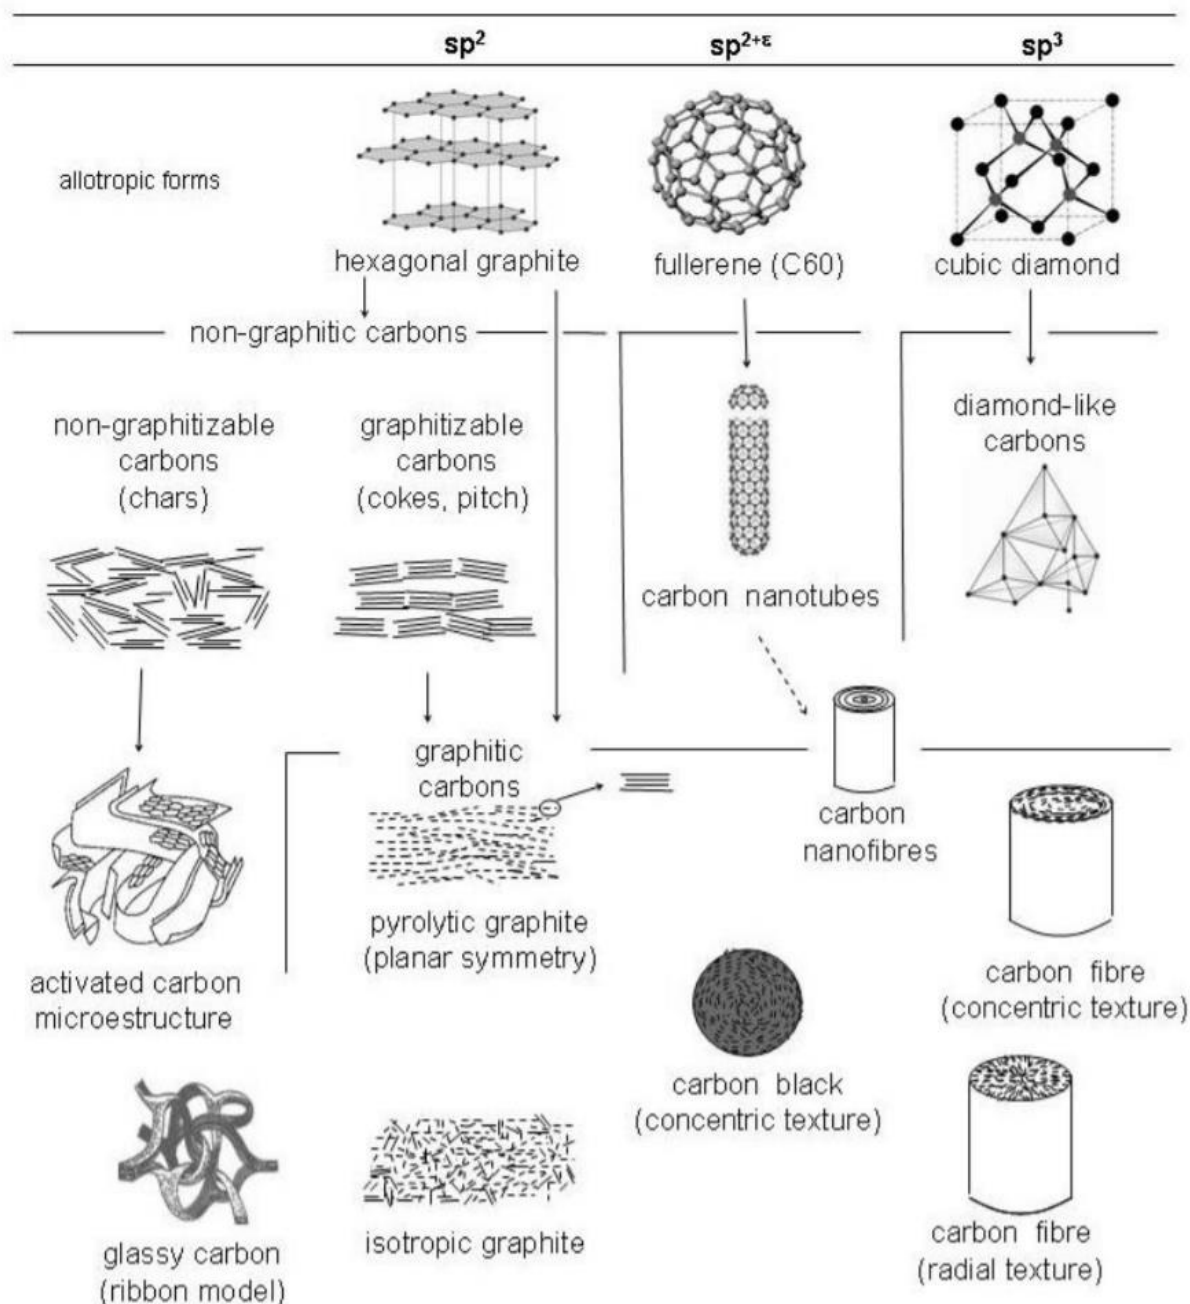 sp² sp²⁺ᵋ sp³
allotropic forms
hexagonal graphite
fullerene (C60)
cubic diamond
non-graphitic carbons
non-graphitizable
carbons
(chars)
graphitizable
carbons
(cokes, pitch)
carbon nanotubes
diamond-like
carbons
graphitic
carbons
pyrolytic graphite
(planar symmetry)
carbon
nanofibres
activated carbon
microestructure
carbon fibre
(concentric texture)
carbon black
(concentric texture)
glassy carbon
(ribbon model)
isotropic graphite
carbon fibre
(radial texture)